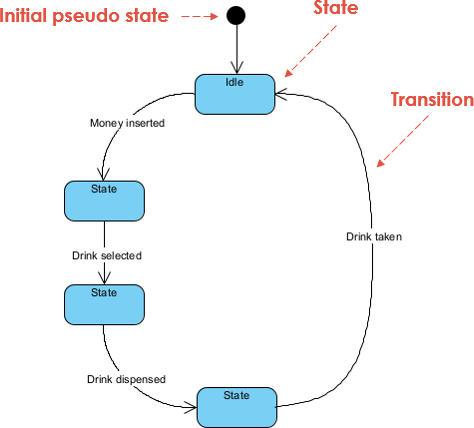 Initial pseudo state
State
Idle
Transition
Money inserted
State
Drink selected
Drink taken
State
Drink dispensed
State